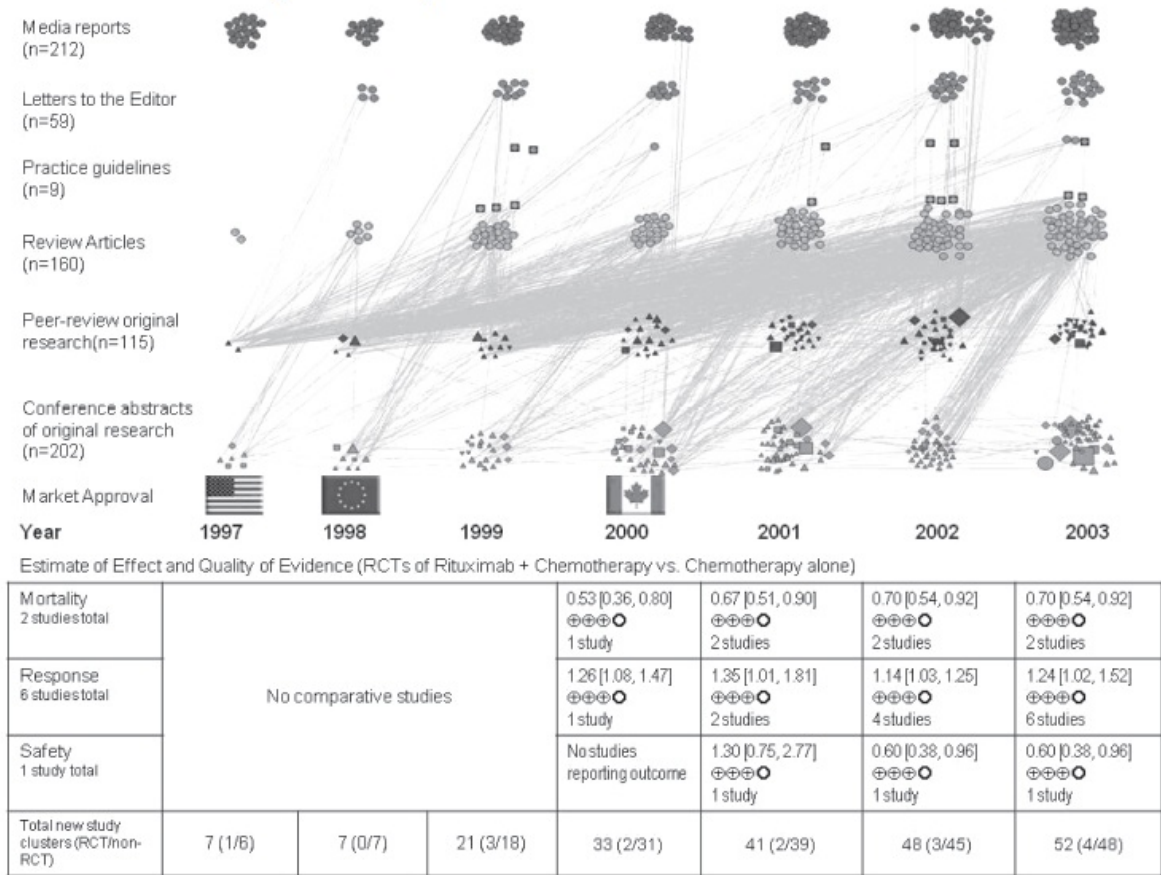 Media reports
(n=212)
Letters to the Editor
(n=59)
Practice guidelines
(n=9)
Review Articles
(n=160)
Peer-review original
research(n=115)
Conference abstracts
of original research
(n=202)
Market Approval
Year 1997 1998 1999 2000 2001 2002 2003
Estimate of Effect and Quality of Evidence (RCTs of Rituximab + Chemotherapy vs. Chemotherapy alone)
Mortality
2 studies total
No comparative studies
0.53 [0.36, 0.80]
1 study
0.67 [0.51, 0.90]
2 studies
0.70 [0.54, 0.92]
2 studies
0.70 [0.54, 0.92]
2 studies
Response
6 studies total
1.26 [1.08, 1.47]
1 study
1.35 [1.01, 1.81]
2 studies
1.14 [1.03, 1.25]
4 studies
1.24 [1.02, 1.52]
6 studies
Safety
1 study total
No studies
reporting outcome
1.30 [0.75, 2.77]
1 study
0.60 [0.38, 0.96]
1 study
0.60 [0.38, 0.96]
1 study
Total new study
clusters (RCT/non-
RCT)
7 (1/6)
7 (0/7)
21 (3/18)
33 (2/31)
41 (2/39)
48 (3/45)
52 (4/48)